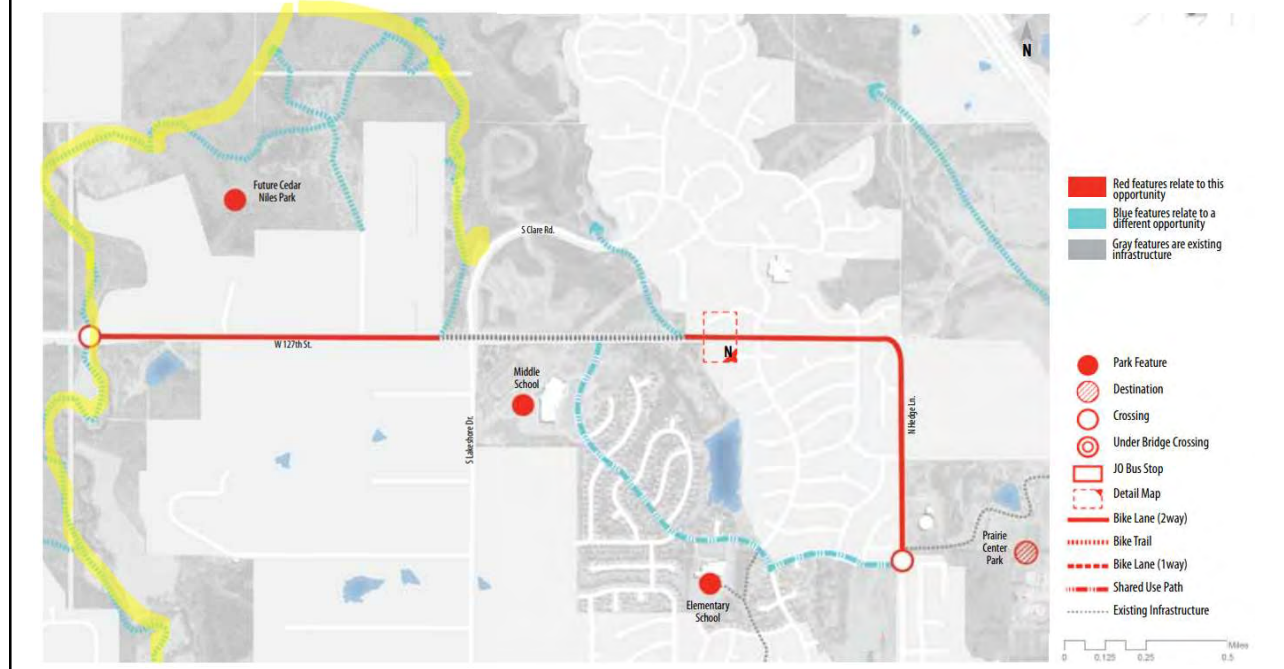 N
Future Cedar
Niles Park
S Clare Rd.
W 127th St.
N
Middle
School
S Lakeshore Dr.
N Hedge Ln.
Prairie
Center
Park
Elementary
School
Red features relate to this
opportunity
Blue features relate to a
different opportunity
Gray features are existing
infrastructure
Park Feature
Destination
Crossing
Under Bridge Crossing
JO Bus Stop
Detail Map
Bike Lane (2way)
Bike Trail
Bike Lane (1way)
Shared Use Path
Existing Infrastructure
Miles
0 0.125 0.25 0.5